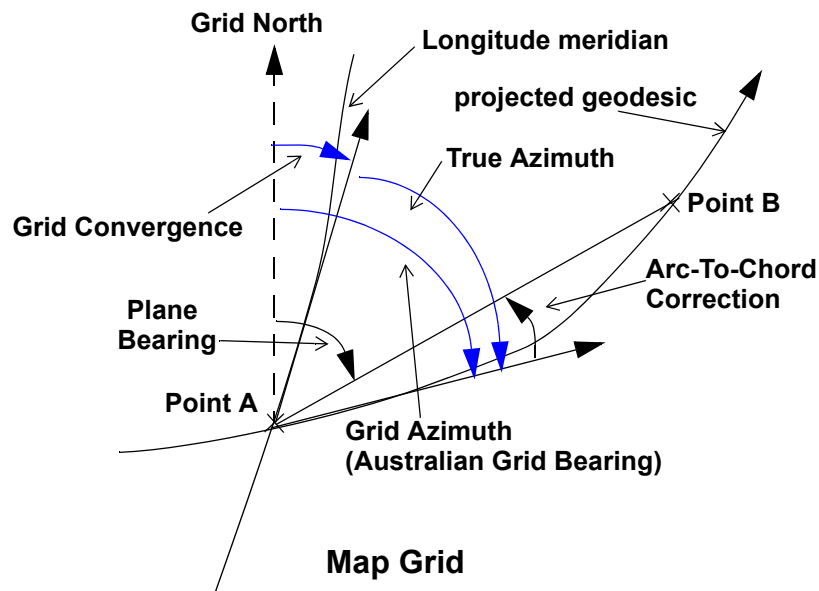 Grid North
Longitude meridian
projected geodesic
True Azimuth
Grid Convergence
Point B
Arc-To-Chord
Correction
Plane
Bearing
Point A
Grid Azimuth
(Australian Grid Bearing)
Map Grid